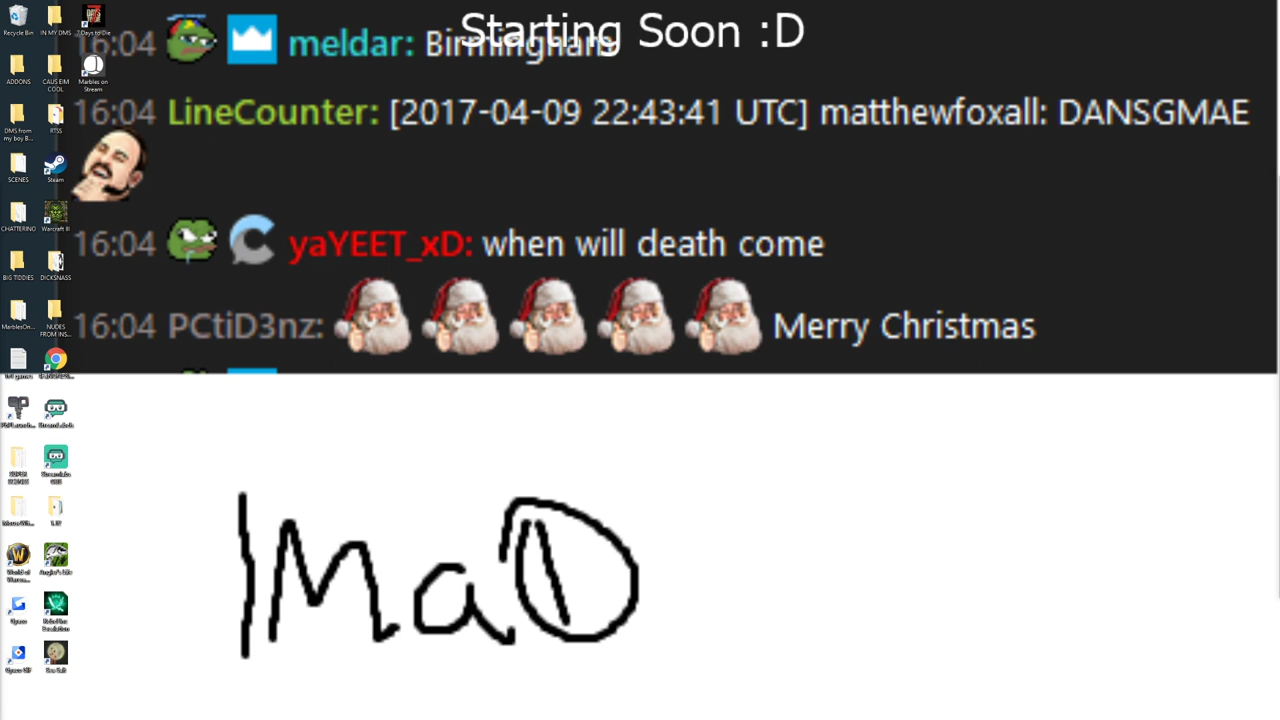 Starting Soon :D
16:04 meldar: Birmingham
16:04 LineCounter: [2017-04-09 22:43:41 UTC] matthewfoxall: DANSGMAE
16:04 yaYEET_xD: when will death come
16:04 PCtiD3nz: Merry Christmas
IMaD
Recycle Bin
IN MY DMS
7 Days to Die
ADDONS
CAUS EIM COOL
Marbles on Stream
DMS from my boy B...
RTSS
SCENES
Steam
CHATTERINO
Warcraft III
BIG TIDDIES
DICKSNASS
MarblesOn...
NUDES FROM INS...